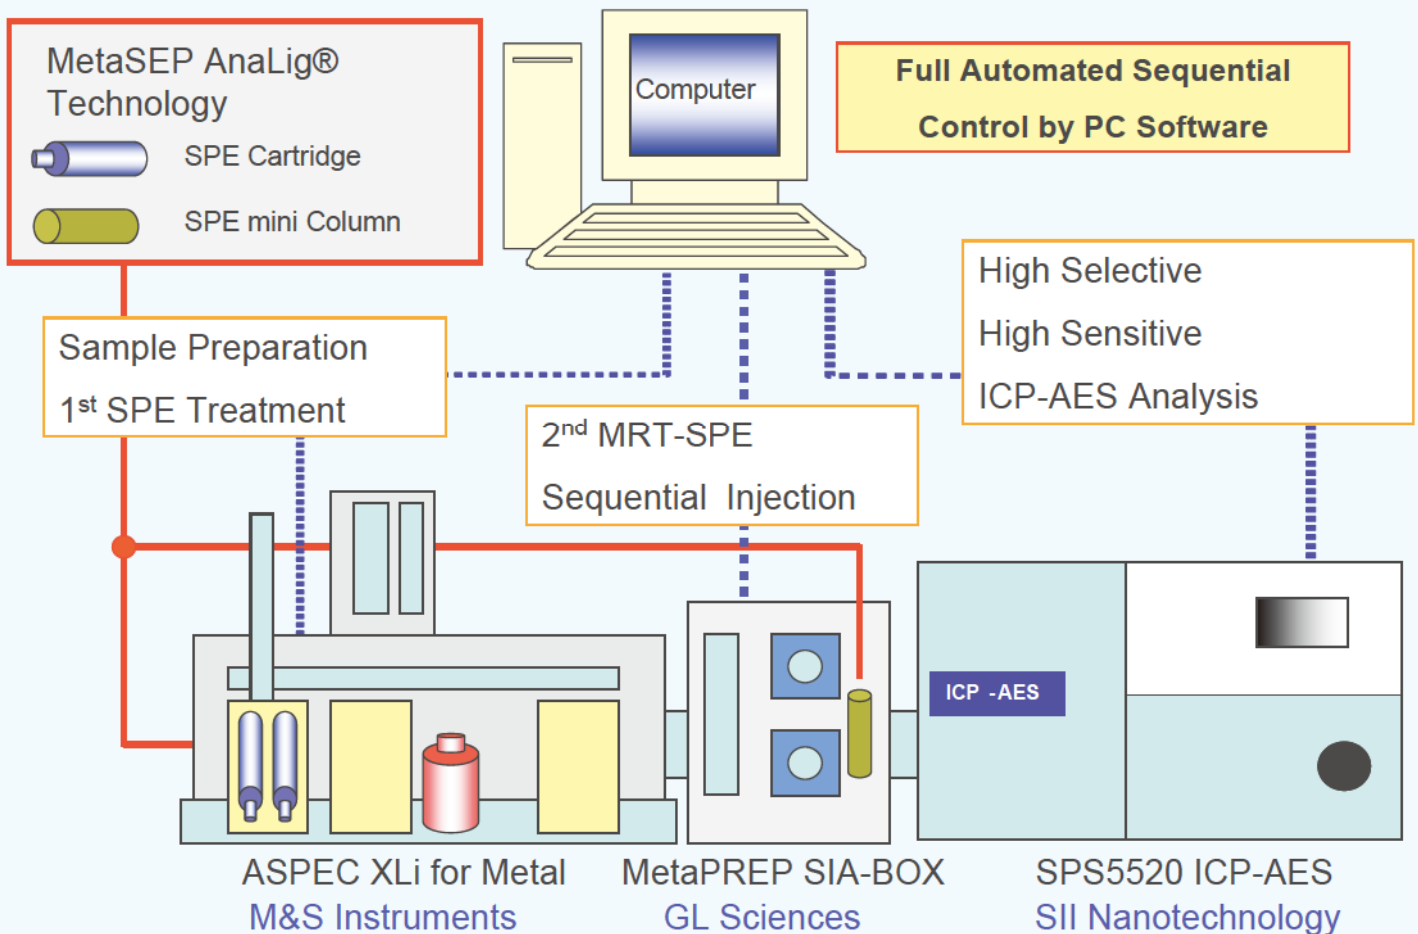 MetaSEP AnaLig®
Technology
SPE Cartridge
SPE mini Column
Computer
Full Automated Sequential
Control by PC Software
High Selective
High Sensitive
ICP-AES Analysis
Sample Preparation
1st SPE Treatment
2nd MRT-SPE
Sequential Injection
ICP -AES
ASPEC XLi for Metal
M&S Instruments
MetaPREP SIA-BOX
GL Sciences
SPS5520 ICP-AES
SII Nanotechnology